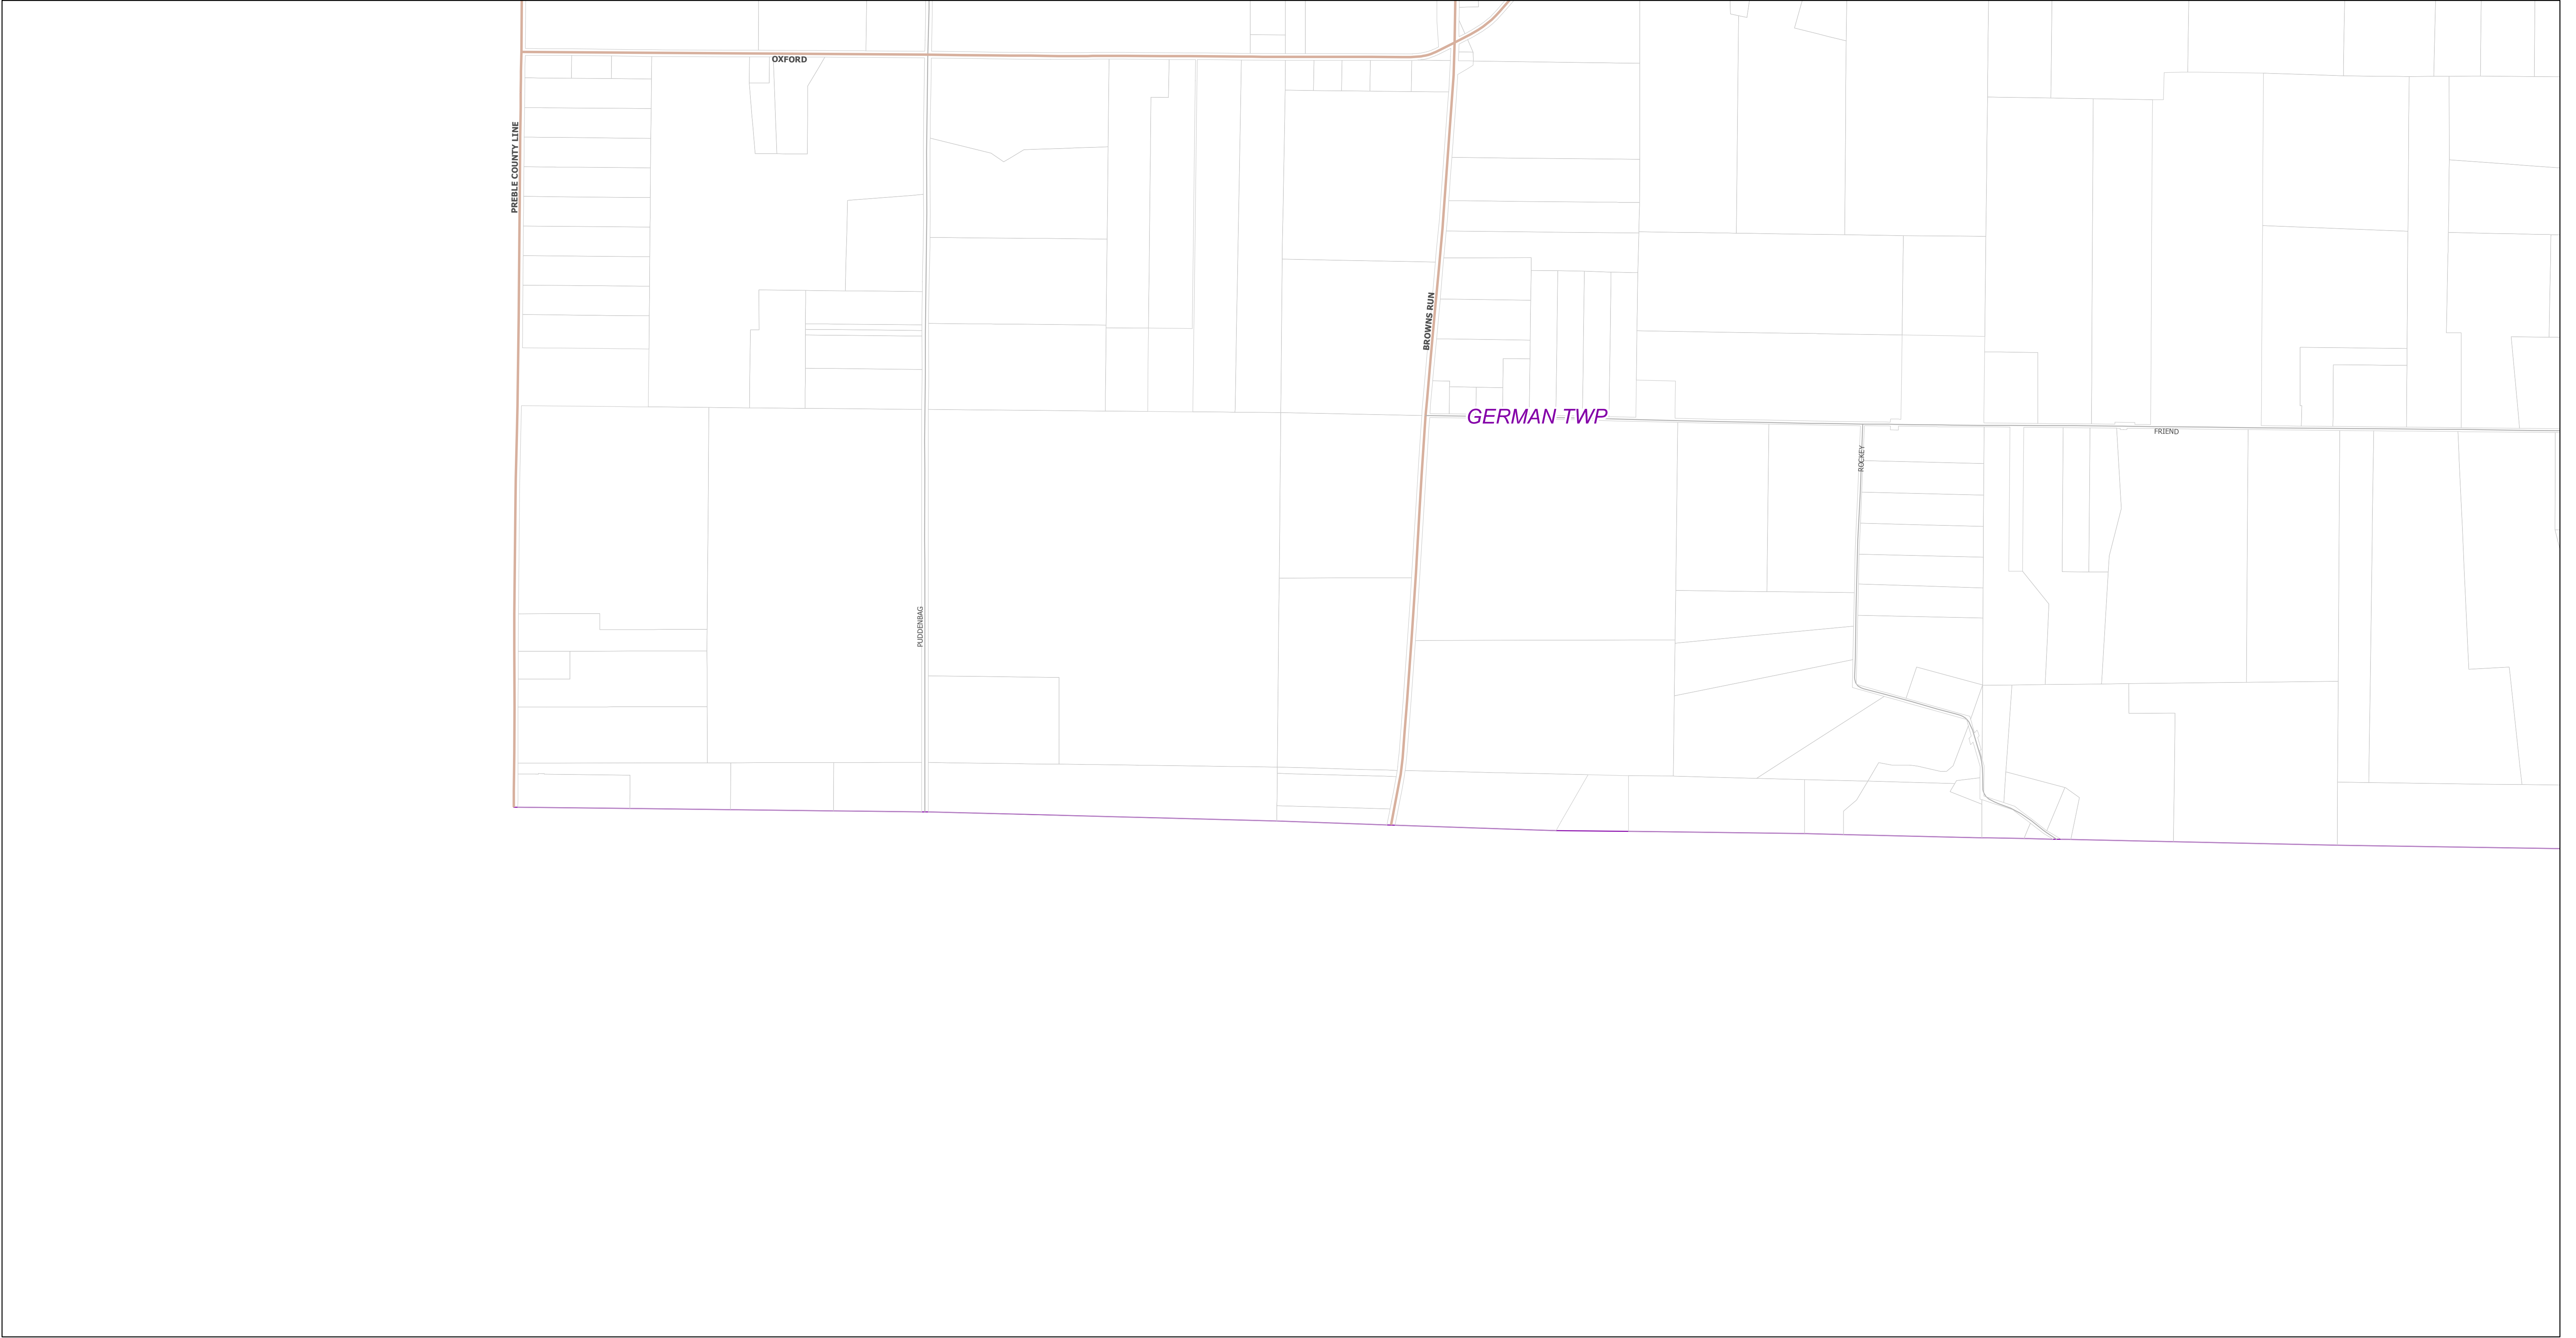 OXFORD
PREBLE COUNTY LINE
BROWNS RUN
GERMAN TWP
FRIEND
ROCKEY
PUDDENBAG